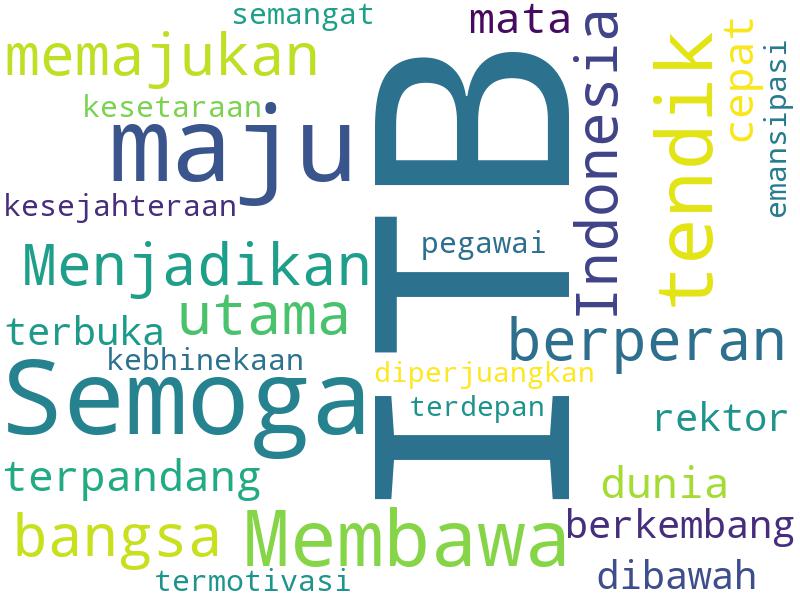 semangat
mata
memajukan
kesetaraan
maju
kesejahteraan
ITB
Indonesia
tendik
cepat
emansipasi
pegawai
Menjadikan
utama
terbuka
berperan
kebhinekaan
Semoga
diperjuangkan
terdepan
rektor
terpandang
dunia
bangsa
Membawa
berkembang
termotivasi
dibawah